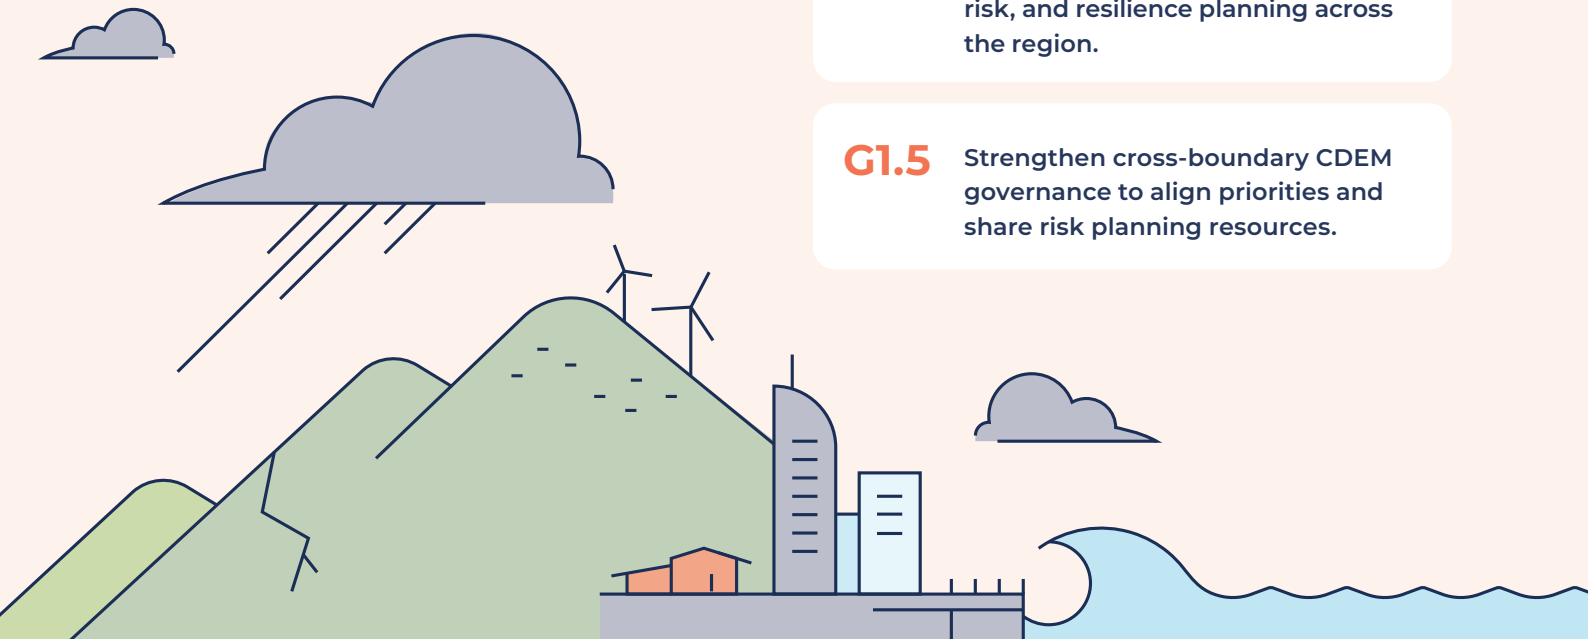 risk, and resilience planning across
the region.
G1.5 Strengthen cross-boundary CDEM
governance to align priorities and
share risk planning resources.